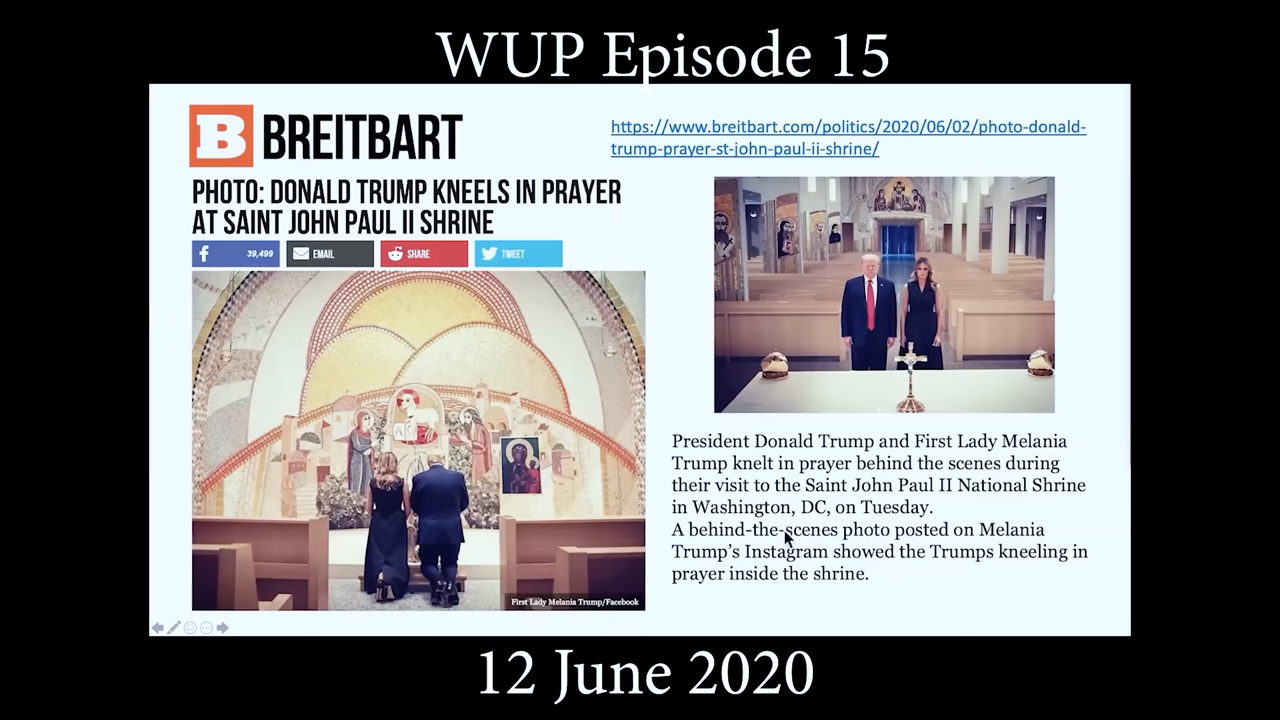 WUP Episode 15
B BREITBART
https://www.breitbart.com/politics/2020/06/02/photo-donald-
trump-prayer-st-john-paul-ii-shrine/
PHOTO: DONALD TRUMP KNEELS IN PRAYER
AT SAINT JOHN PAUL II SHRINE
f 39,499 EMAIL SHARE TWEET
First Lady Melania Trump/Facebook
President Donald Trump and First Lady Melania
Trump knelt in prayer behind the scenes during
their visit to the Saint John Paul II National Shrine
in Washington, DC, on Tuesday.
A behind-the-scenes photo posted on Melania
Trump’s Instagram showed the Trumps kneeling in
prayer inside the shrine.
12 June 2020